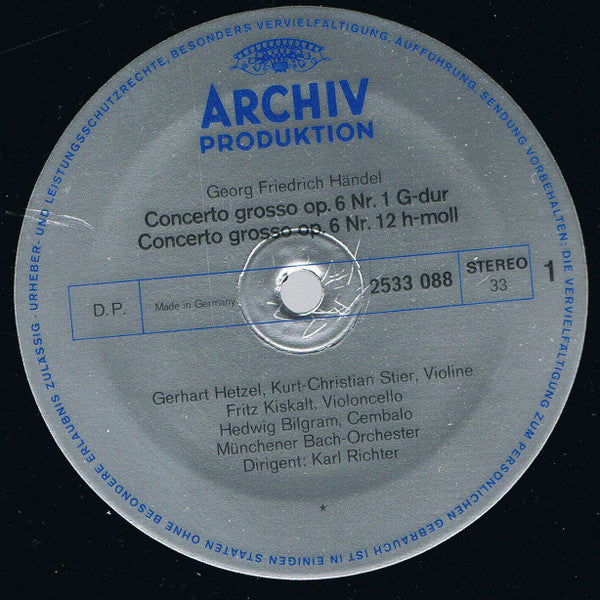 ARCHIV
PRODUKTION
Georg Friedrich Händel
Concerto grosso op. 6 Nr. 1 G-dur
Concerto grosso op. 6 Nr. 12 h-moll
D.P.
Made in Germany
2533 088
STEREO
33
1
Gerhart Hetzel, Kurt-Christian Stier, Violine
Fritz Kiskalt, Violoncello
Hedwig Bilgram, Cembalo
Münchener Bach-Orchester
Dirigent: Karl Richter
*
URHEBER- UND LEISTUNGSSCHUTZRECHTE, BESONDERS VERVIELFÄLTIGUNG, AUFFÜHRUNG, SENDUNG VORBEHALTEN. DIE VERVIELFÄLTIGUNG ZUM PERSÖNLICHEN GEBRAUCH IST IN EINIGEN STAATEN OHNE BESONDERE ERLAUBNIS ZULÄSSIG ·